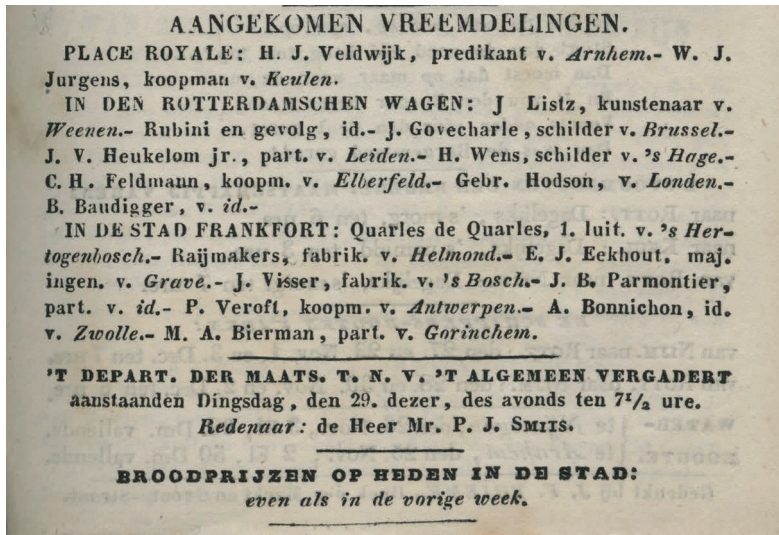 AANGEKOMEN VREEMDELINGEN.
PLACE ROYALE: H. J. Veldwijk, predikant v. Arnhem.- W. J.
Jurgens, koopman v. Keulen.
IN DEN ROTTERDAMSCHEN WAGEN: J Listz, kunstenaar v.
Weenen.- Rubini en gevolg, id.- J. Govecharle, schilder v. Brussel.-
J. V. Heukelom jr., part. v. Leiden.- H. Wens, schilder v. 's Hage.-
C. H. Feldmann, koopm. v. Elberfeld.- Gebr. Hodson, v. Londen.-
B. Baudigger, v. id.-
IN DE STAD FRANKFORT: Quarles de Quarles, 1. luit. v. 's Her-
togenbosch.- Raijmakers, fabrik. v. Helmond.- E. J. Eekhout, maj.
ingen. v. Grave.- J. Visser, fabrik. v. 's Bosch.- J. B. Parmontier,
part. v. id.- P. Veroft, koopm. v. Antwerpen.- A. Bonnichon, id.
v. Zwolle.- M. A. Bierman, part. v. Gorinchem.
'T DEPART. DER MAATS. T. N. V. 'T ALGEMEEN VERGADERT
aanstaanden Dingsdag, den 29. dezer, des avonds ten 7 1/2 ure.
Redenaar: de Heer Mr. P. J. SMITS.
BROODPRIJZEN OP HEDEN IN DE STAD:
even als in de vorige week.